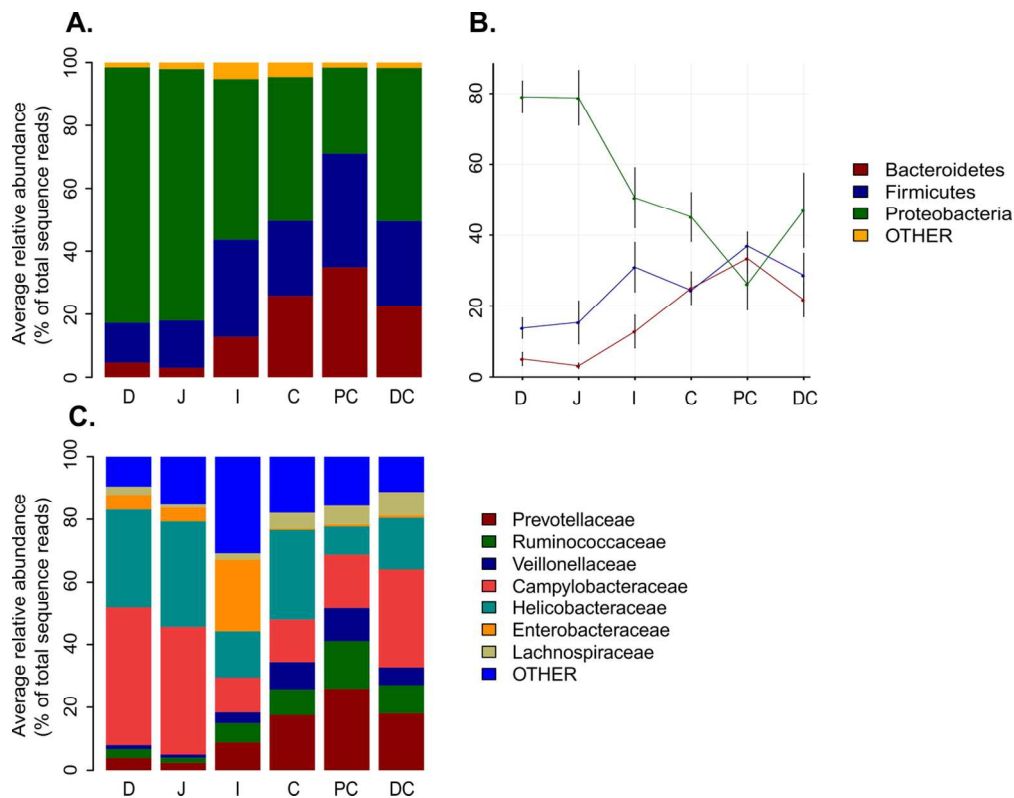 A.
Average relative abundance
(% of total sequence reads)
100
80
60
40
20
0
D J I C PC DC
B.
80
60
40
20
0
D J I C PC DC
Bacteroidetes
Firmicutes
Proteobacteria
OTHER
C.
Average relative abundance
(% of total sequence reads)
100
80
60
40
20
0
D J I C PC DC
Prevotellaceae
Ruminococcaceae
Veillonellaceae
Campylobacteraceae
Helicobacteraceae
Enterobacteraceae
Lachnospiraceae
OTHER